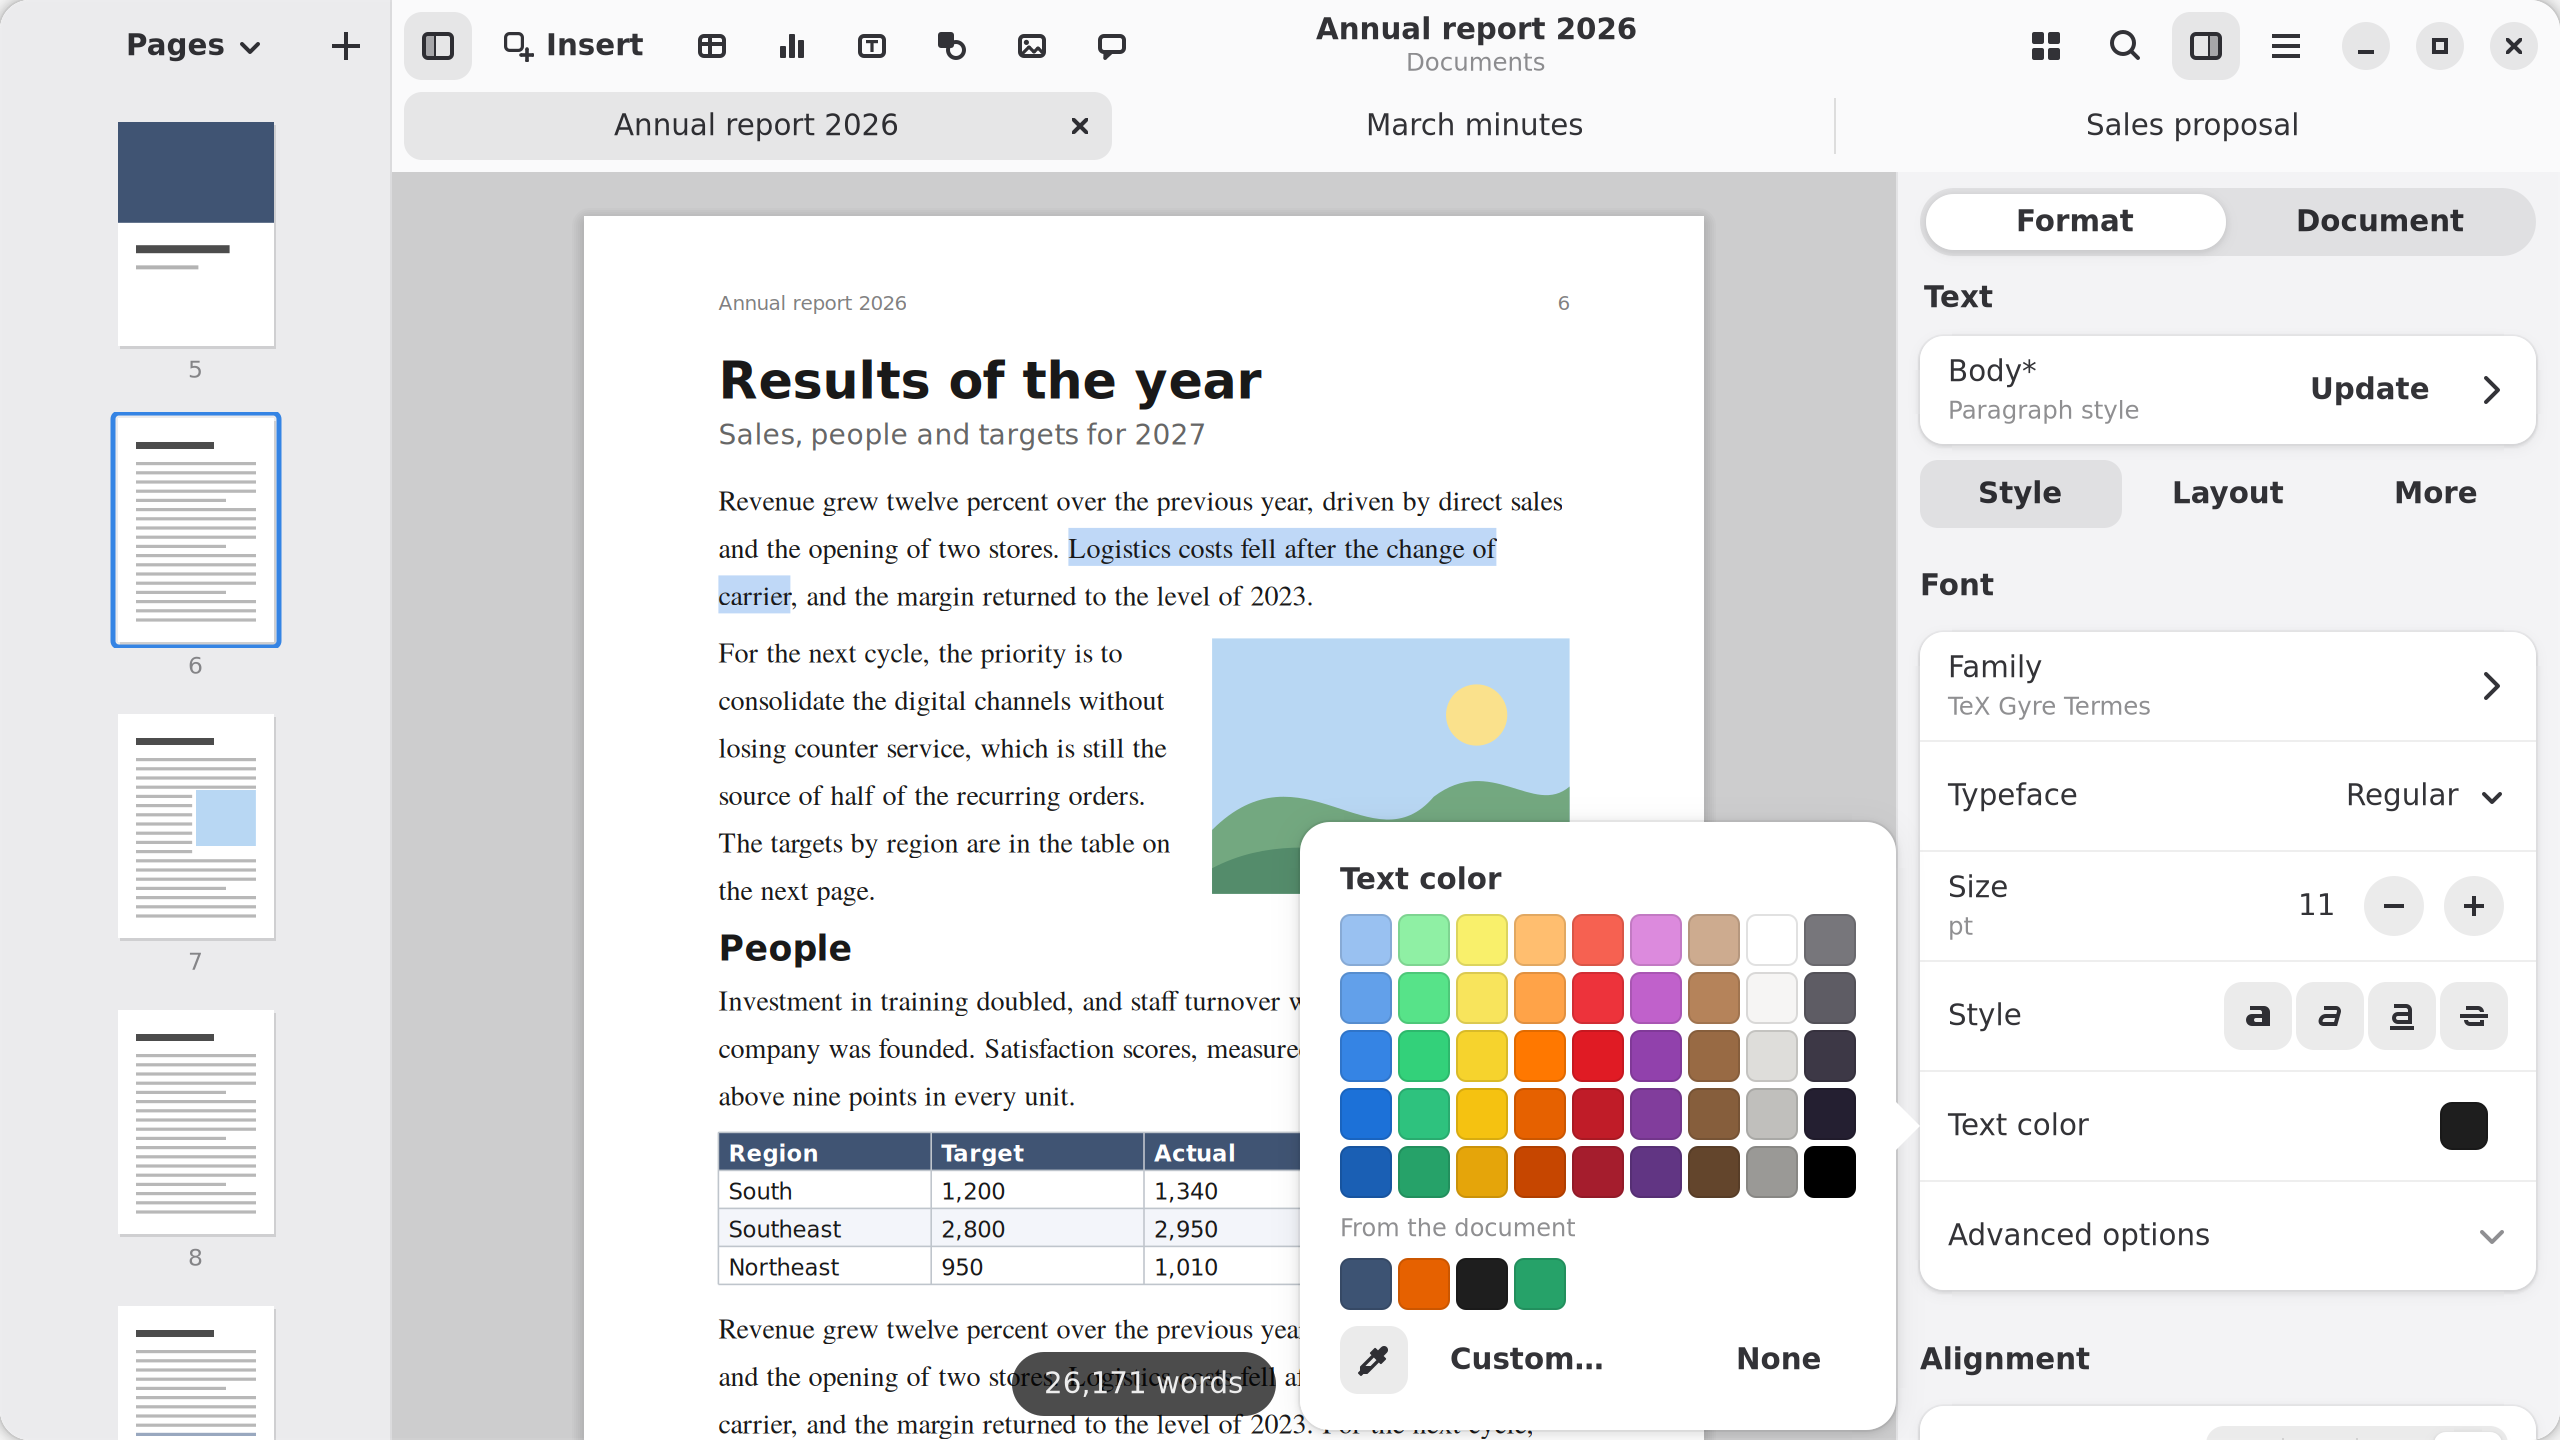 Pages
Insert
Annual report 2026
Documents
Annual report 2026
March minutes
Sales proposal
5
6
7
8
Annual report 2026
6
Results of the year
Sales, people and targets for 2027
Revenue grew twelve percent over the previous year, driven by direct sales
and the opening of two stores. Logistics costs fell after the change of
carrier, and the margin returned to the level of 2023.
For the next cycle, the priority is to
consolidate the digital channels without
losing counter service, which is still the
source of half of the recurring orders.
The targets by region are in the table on
the next page.
People
Investment in training doubled, and staff turnover
company was founded. Satisfaction scores,
above nine points in every unit.
Region Target Actual
South 1,200 1,340
Southeast 2,800 2,950
Northeast 950 1,010
Revenue grew twelve percent over the previous
and the opening of two stores. Logistics costs fell
carrier, and the margin returned to the level of 2023. For the next cycle,
26,171 words
Text color
From the document
Custom...
None
Format
Document
Text
Body*
Paragraph style
Update
Style
Layout
More
Font
Family
TeX Gyre Termes
Typeface
Regular
Size
pt
11
Style
a a a S
Text color
Advanced options
Alignment